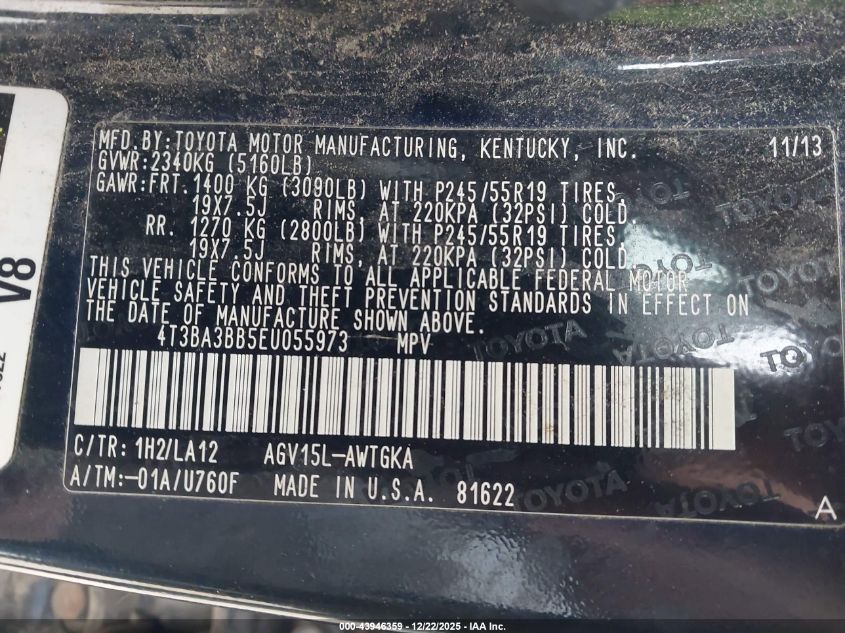 MFD.BY:TOYOTA MOTOR MANUFACTURING, KENTUCKY, INC. 11/13
GVWR:2340KG (5160LB)
GAWR:FRT. 1400 KG (3090LB) WITH P245/55R19 TIRES,
19X7.5J RIMS, AT 220KPA (32PSI) COLD.
RR. 1270 KG (2800LB) WITH P245/55R19 TIRES,
19X7.5J RIMS, AT 220KPA (32PSI) COLD.
THIS VEHICLE CONFORMS TO ALL APPLICABLE FEDERAL MOTOR
VEHICLE SAFETY AND THEFT PREVENTION STANDARDS IN EFFECT ON
THE DATE OF MANUFACTURE SHOWN ABOVE.
4T3BA3BB5EU055973 MPV
C/TR: 1H2/LA12 AGV15L-AWTGKA
A/TM:-01A/U760F MADE IN U.S.A. 81622
A
V8
TOYOTA
TOYOTA
TOYOTA
TOYOTA
000-43946359 • 12/22/2025 • IAA Inc.